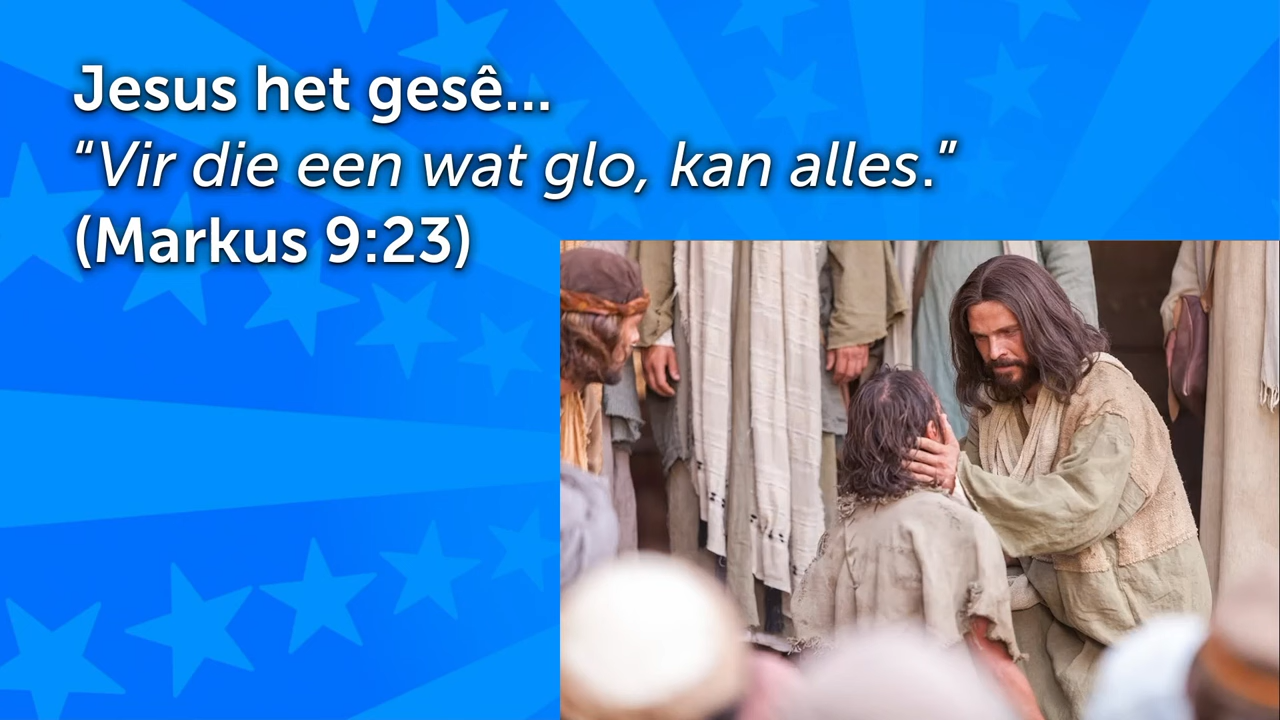 Jesus het gesê...
“Vir die een wat glo, kan alles.”
(Markus 9:23)